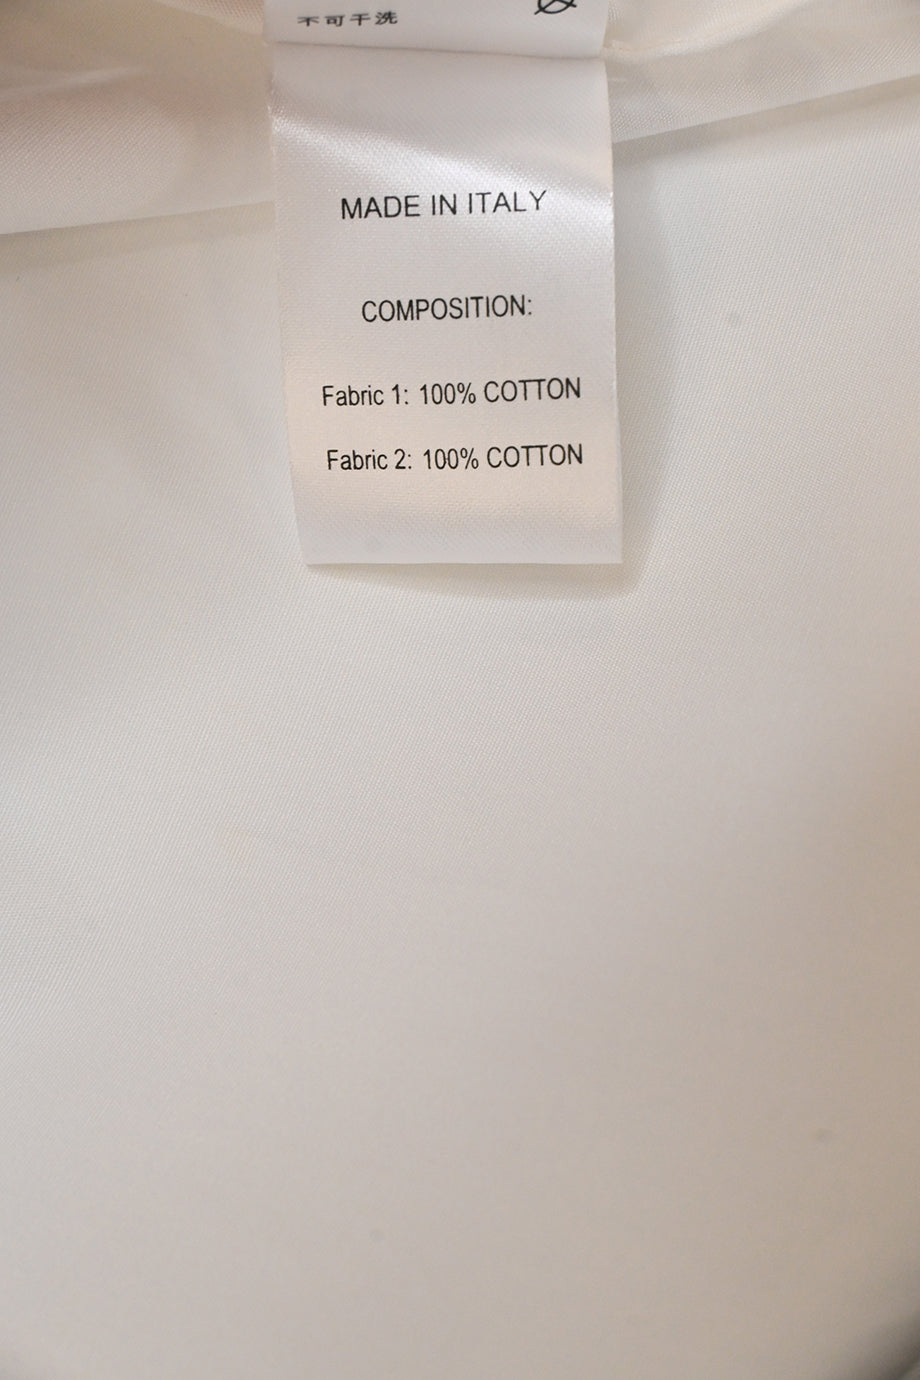 不可干洗
MADE IN ITALY
COMPOSITION:
Fabric 1: 100% COTTON
Fabric 2: 100% COTTON